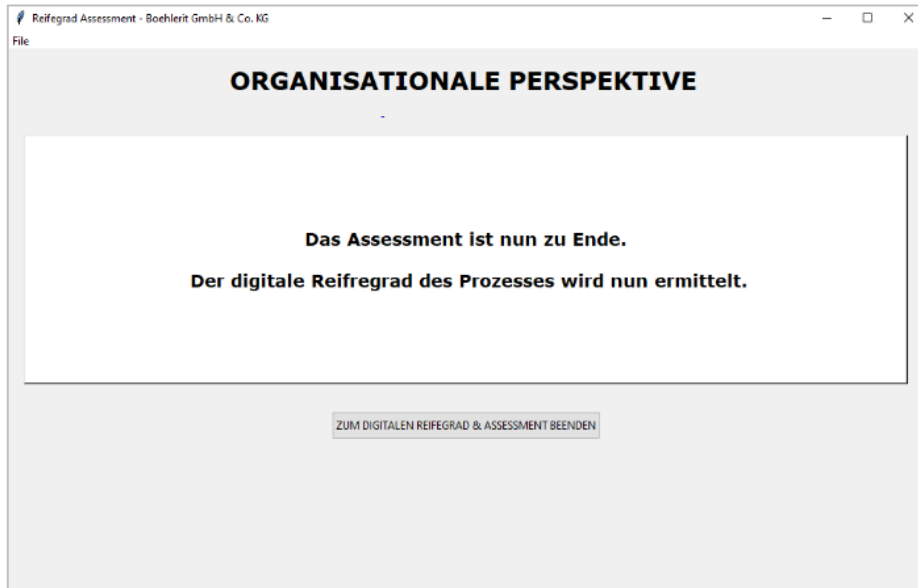 Reifegrad Assessment - Boehlerit GmbH & Co. KG
File
ORGANISATIONALE PERSPEKTIVE
-
Das Assessment ist nun zu Ende.
Der digitale Reifregrad des Prozesses wird nun ermittelt.
ZUM DIGITALEN REIFEGRAD & ASSESSMENT BEENDEN